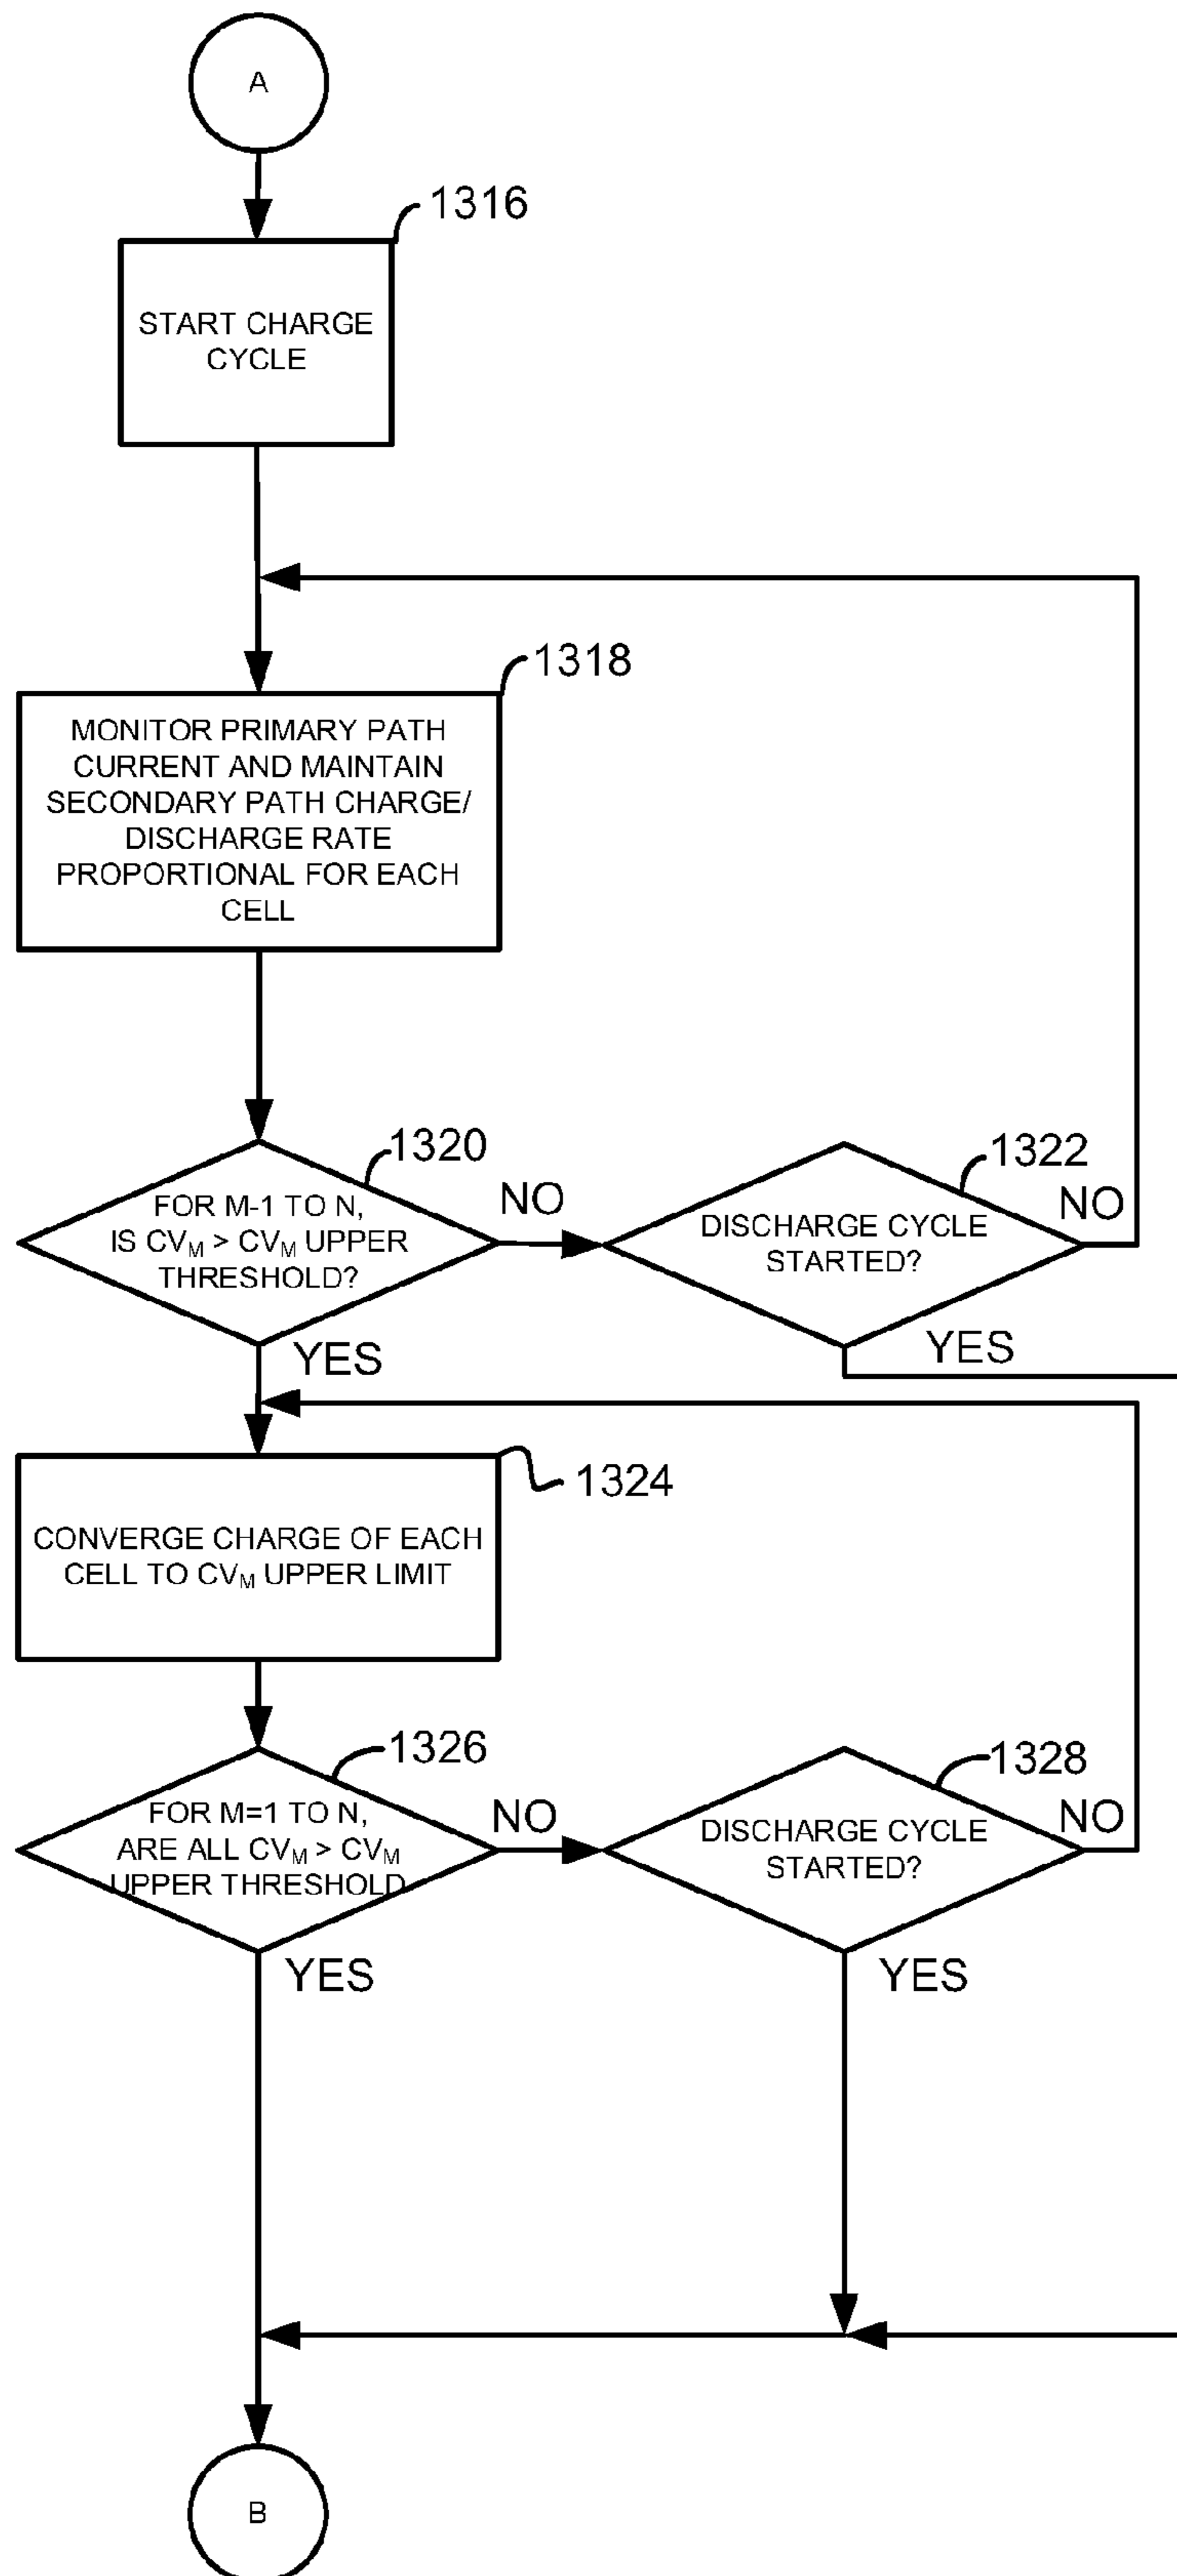 A
1316
START CHARGE
CYCLE
1318
MONITOR PRIMARY PATH
CURRENT AND MAINTAIN
SECONDARY PATH CHARGE/
DISCHARGE RATE
PROPORTIONAL FOR EACH
CELL
1320
FOR M-1 TO N,
IS CVM > CVM UPPER
THRESHOLD?
NO
YES
1322
DISCHARGE CYCLE
STARTED?
NO
YES
1324
CONVERGE CHARGE OF EACH
CELL TO CVM UPPER LIMIT
1326
FOR M=1 TO N,
ARE ALL CVM > CVM
UPPER THRESHOLD
NO
YES
1328
DISCHARGE CYCLE
STARTED?
NO
YES
B